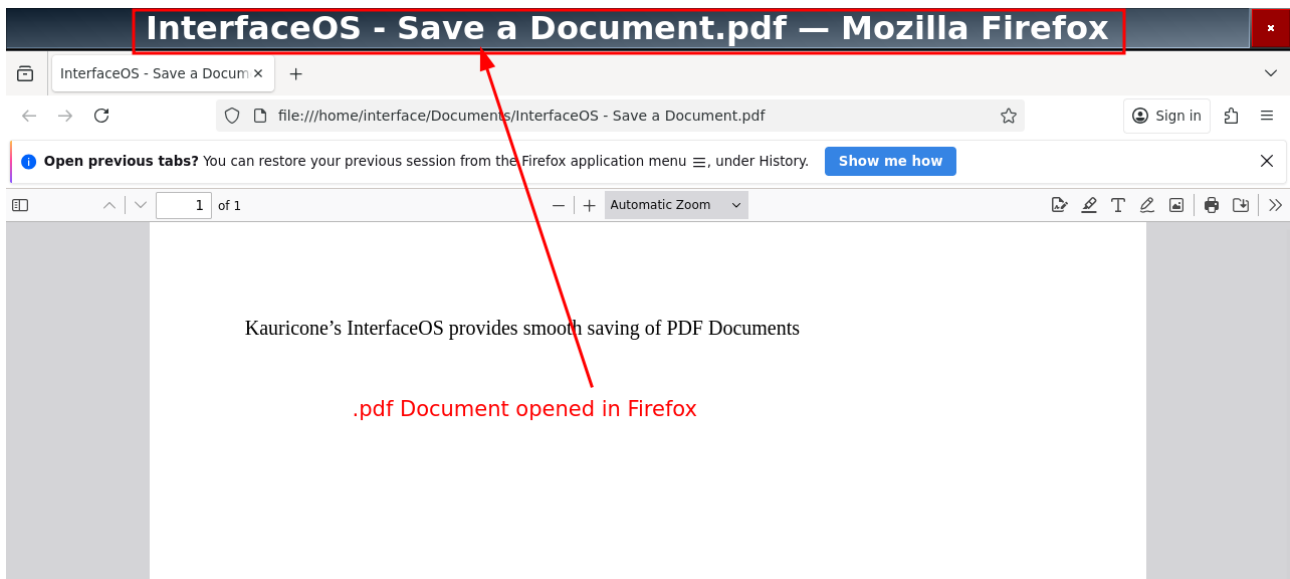 InterfaceOS - Save a Document.pdf — Mozilla Firefox
InterfaceOS - Save a Docum
file:///home/interface/Documents/InterfaceOS - Save a Document.pdf
Sign in
Open previous tabs? You can restore your previous session from the Firefox application menu ≡, under History. Show me how
1 of 1
Automatic Zoom
Kauricone’s InterfaceOS provides smooth saving of PDF Documents
.pdf Document opened in Firefox